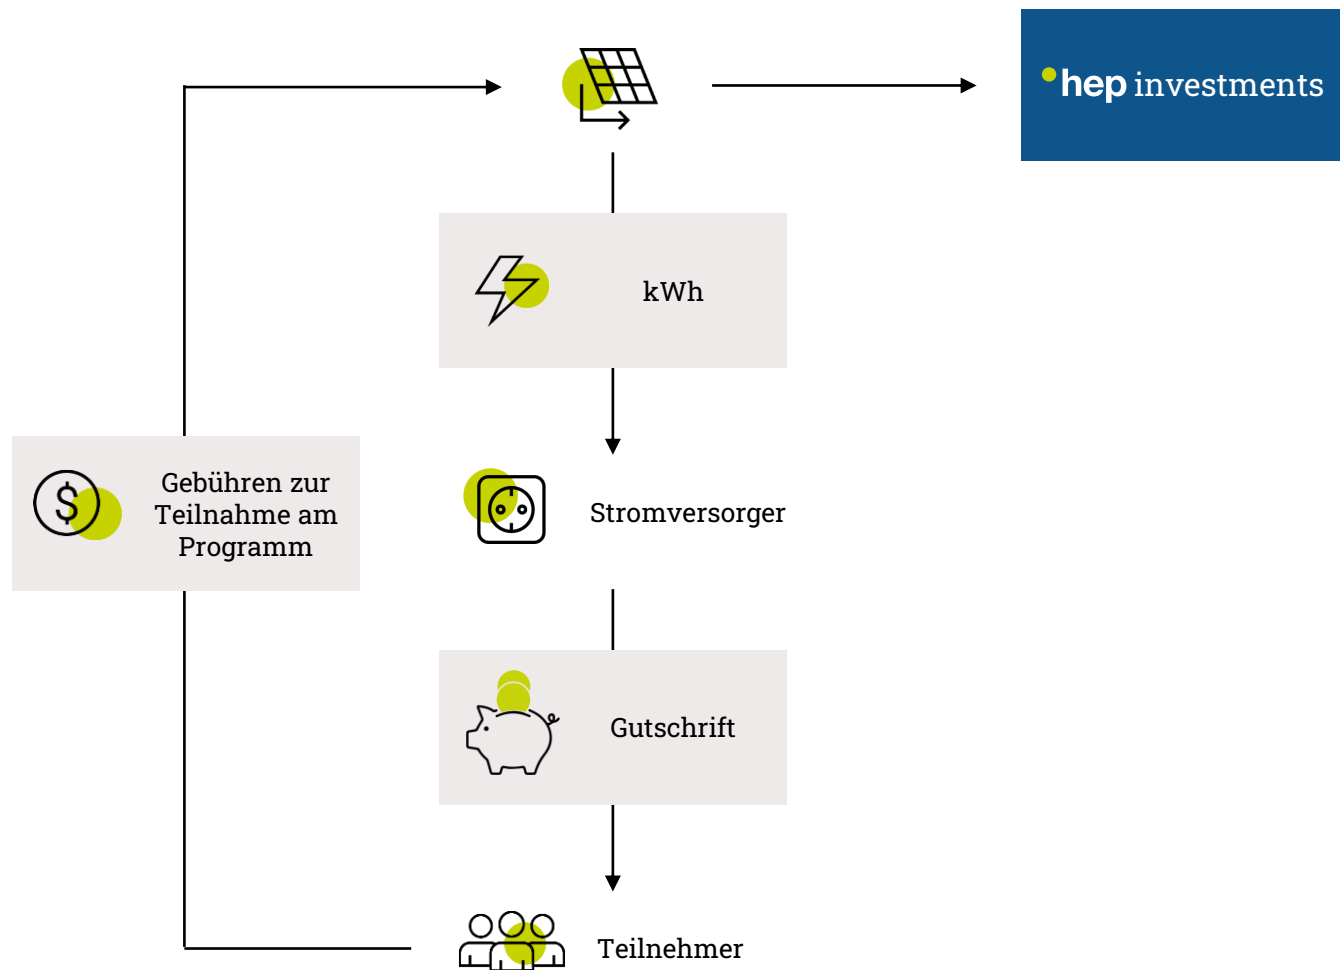 hep investments
kWh
Gebühren zur
Teilnahme am
Programm
$
Stromversorger
Gutschrift
Teilnehmer